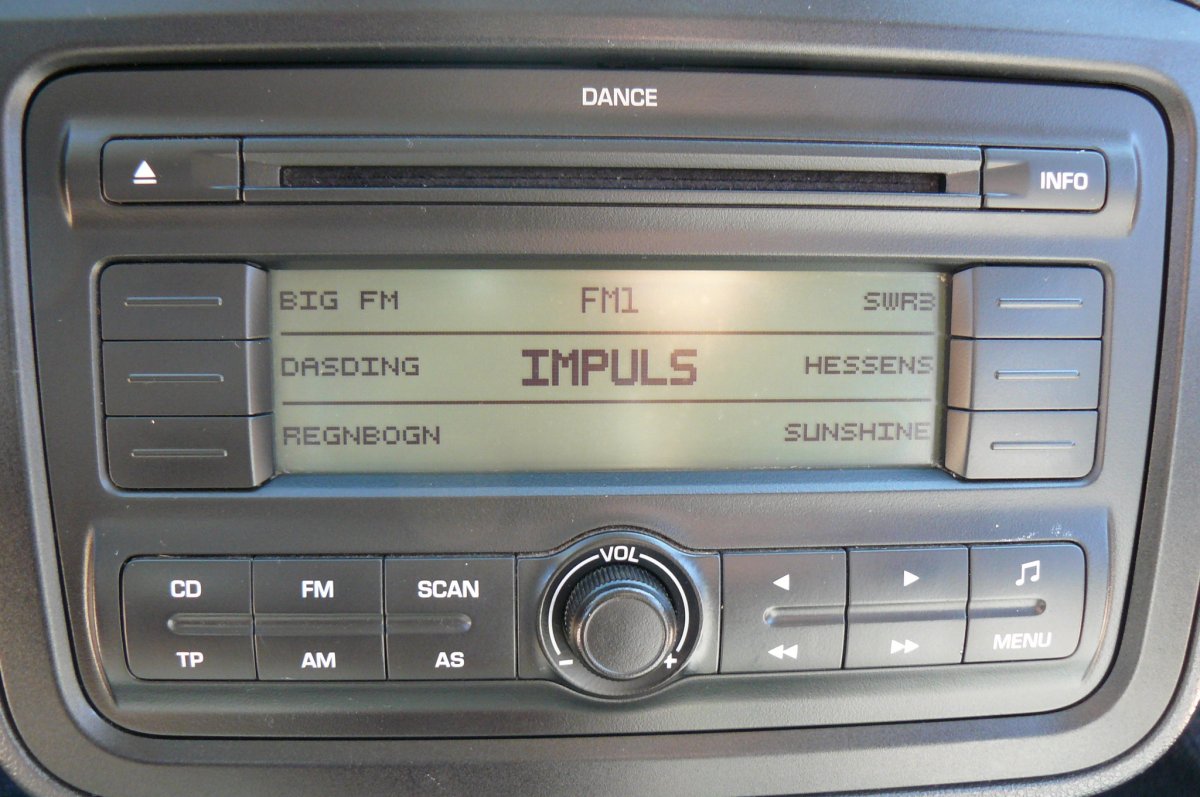 DANCE
INFO
BIG FM FM1 SWR3
DASDING IMPULS HESSENS
REGNBOGN SUNSHINE
VOL
CD FM SCAN
- +
TP AM AS MENU